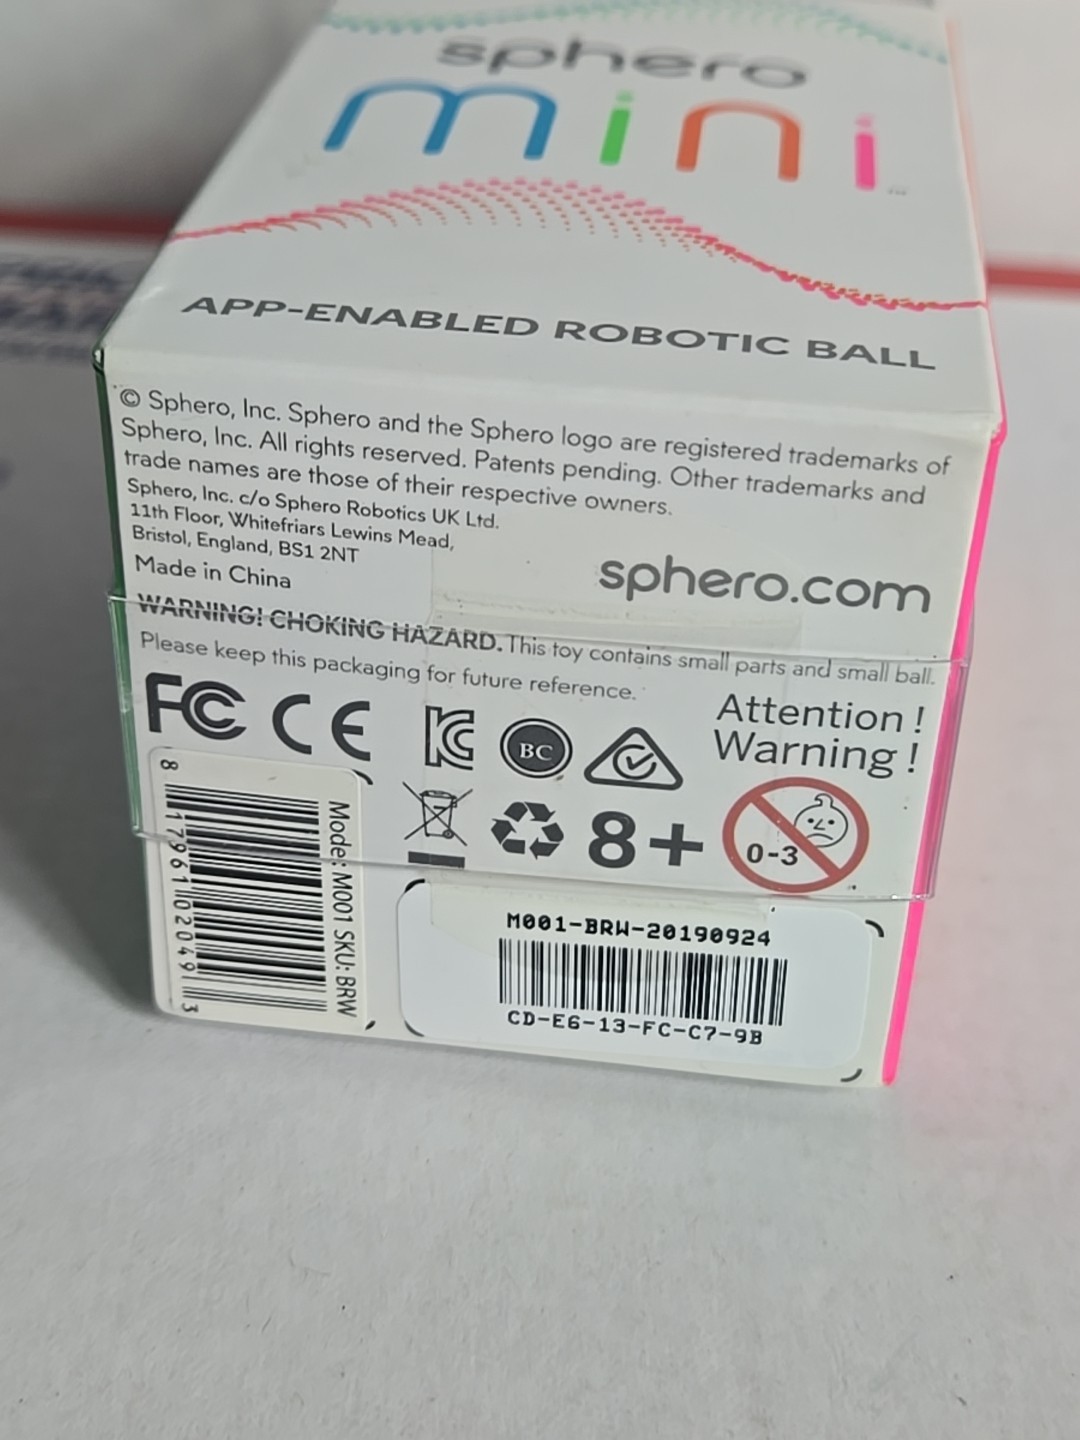 sphero
mini
APP-ENABLED ROBOTIC BALL
© Sphero, Inc. Sphero and the Sphero logo are registered trademarks of
Sphero, Inc. All rights reserved. Patents pending. Other trademarks and
trade names are those of their respective owners.
Sphero, Inc. c/o Sphero Robotics UK Ltd.
11th Floor, Whitefriars Lewins Mead,
Bristol, England, BS1 2NT
Made in China
sphero.com
WARNING! CHOKING HAZARD. This toy contains small parts and small ball.
Please keep this packaging for future reference.
Attention !
Warning !
FC CE
BC
8+
0-3
8 17961 02049 3
Model: M001 SKU: BRW
M001-BRW-20190924
CD-E6-13-FC-C7-9B